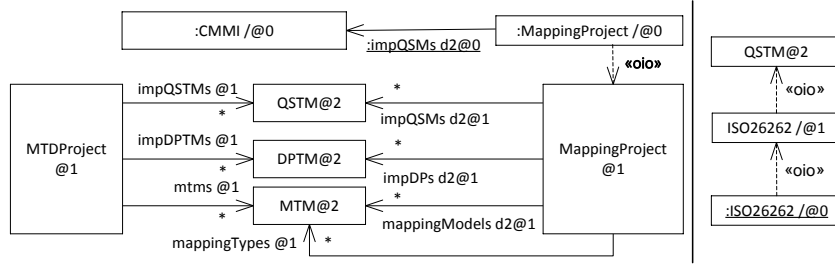 :CMMI /@0
:impQSMs d2@0
:MappingProject /@0
«oio»
QSTM@2
«oio»
ISO26262 /@1
«oio»
:ISO26262 /@0
MTDProject
@1
impQSTMs @1
*
QSTM@2
*
impQSMs d2@1
impDPTMs @1
*
DPTM@2
*
impDPs d2@1
mtms @1
*
MTM@2
*
mappingModels d2@1
mappingTypes @1
*
MappingProject
@1